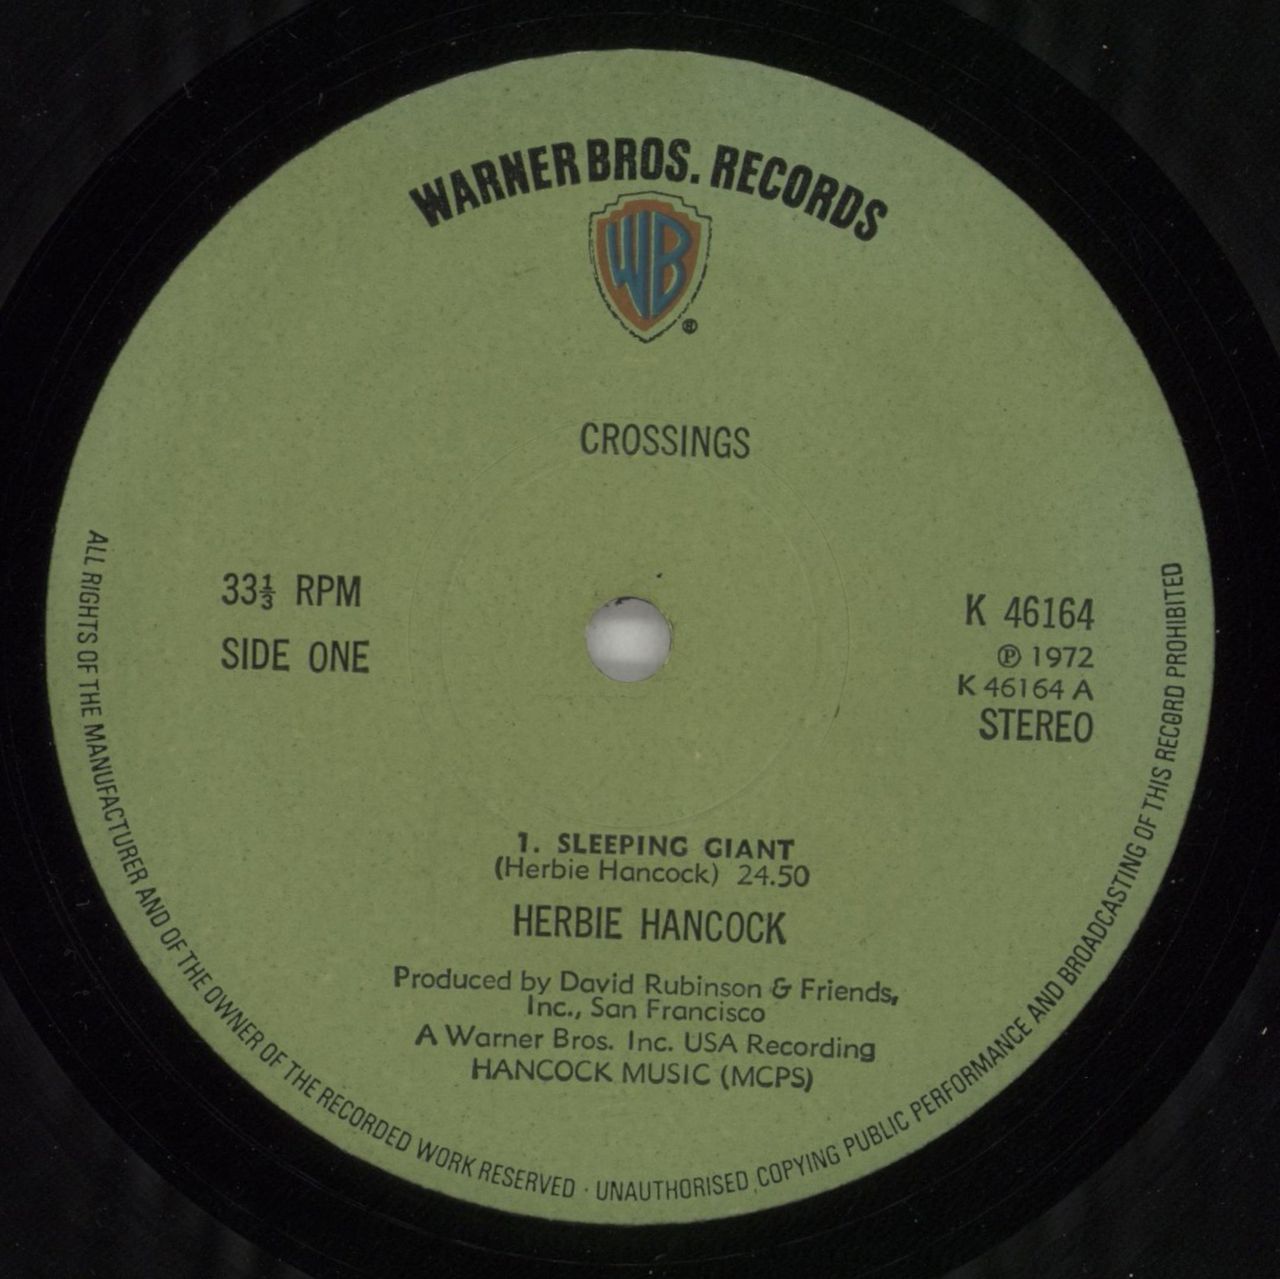 WARNER BROS. RECORDS
WB
®
CROSSINGS
33⅓ RPM
SIDE ONE
K 46164
℗ 1972
K 46164 A
STEREO
1. SLEEPING GIANT
(Herbie Hancock) 24.50
HERBIE HANCOCK
Produced by David Rubinson & Friends,
Inc., San Francisco
A Warner Bros. Inc. USA Recording
HANCOCK MUSIC (MCPS)
ALL RIGHTS OF THE MANUFACTURER AND OF THE OWNER OF THE RECORDED WORK RESERVED · UNAUTHORISED COPYING PUBLIC PERFORMANCE AND BROADCASTING OF THIS RECORD PROHIBITED